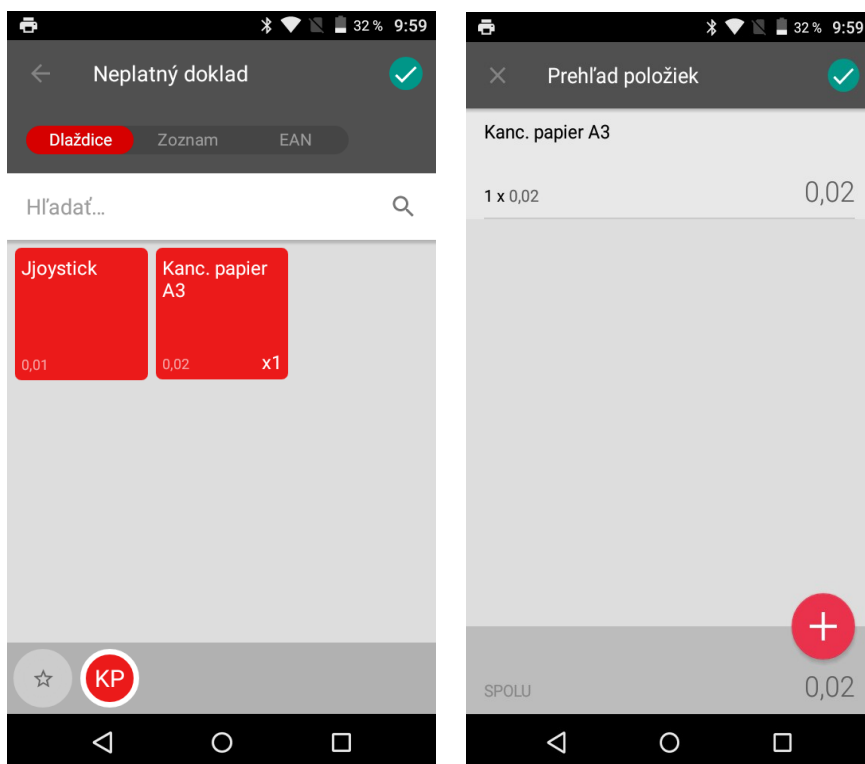 32 % 9:59
Neplatný doklad
Dlaždice Zoznam EAN
Hľadať...
Jjoystick
0,01
Kanc. papier
A3
0,02 x1
KP
32 % 9:59
Prehľad položiek
Kanc. papier A3
1 x 0,02 0,02
SPOLU 0,02